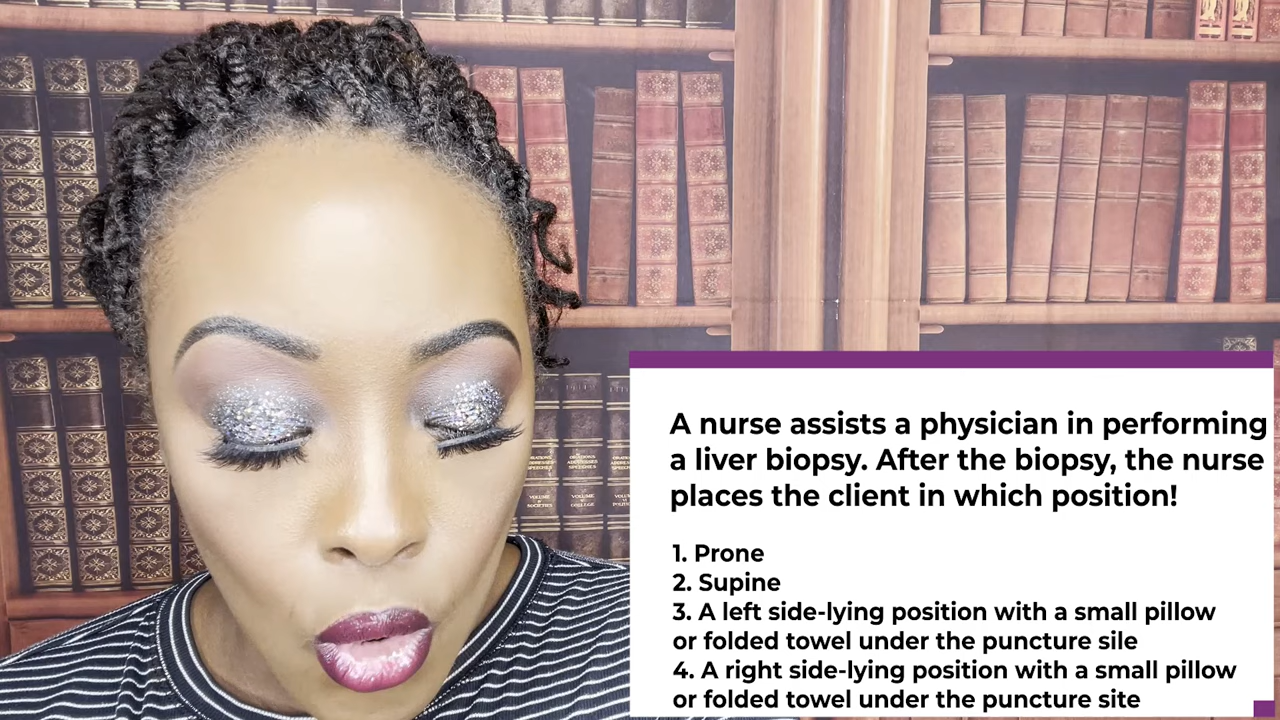 A nurse assists a physician in performing
a liver biopsy. After the biopsy, the nurse
places the client in which position!
1. Prone
2. Supine
3. A left side-lying position with a small pillow
or folded towel under the puncture sile
4. A right side-lying position with a small pillow
or folded towel under the puncture site